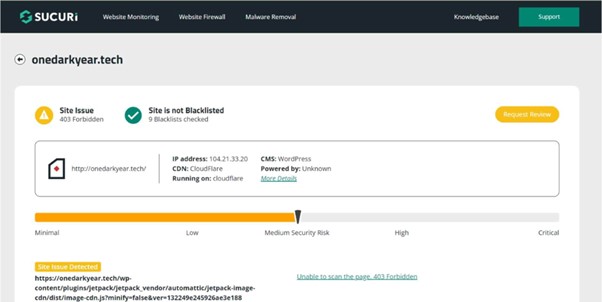 SUCURi
Website Monitoring
Website Firewall
Malware Removal
Knowledgebase
Support
onedarkyear.tech
Site Issue
403 Forbidden
Site is not Blacklisted
9 Blacklists checked
Request Review
http://onedarkyear.tech/
IP address: 104.21.33.20
CDN: CloudFlare
Running on: cloudflare
CMS: WordPress
Powered by: Unknown
More Details
Minimal
Low
Medium Security Risk
High
Critical
Site Issue Detected
https://onedarkyear.tech/wp-
content/plugins/jetpack/jetpack_vendor/automattic/jetpack-image-
cdn/dist/image-cdn.js?minify=false&ver=132249e245926ae3e188
Unable to scan the page. 403 Forbidden